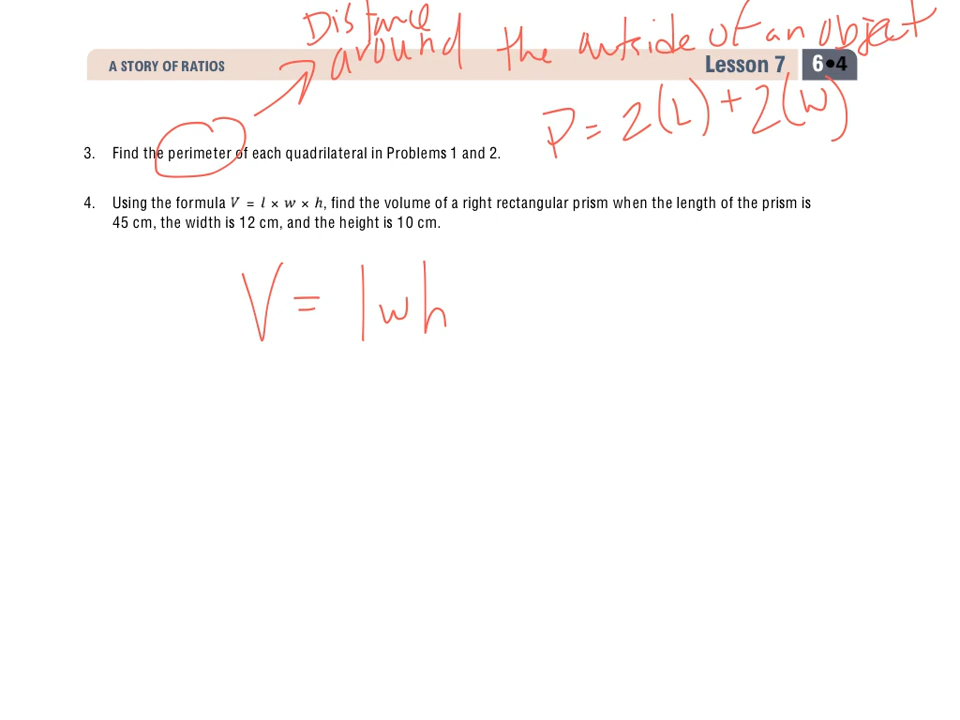 Distance
around the outside of an object
A STORY OF RATIOS
Lesson 7 6•4
P = 2(L) + 2(W)
3. Find the perimeter of each quadrilateral in Problems 1 and 2.
4. Using the formula V = l × w × h, find the volume of a right rectangular prism when the length of the prism is
45 cm, the width is 12 cm, and the height is 10 cm.
V = lwh